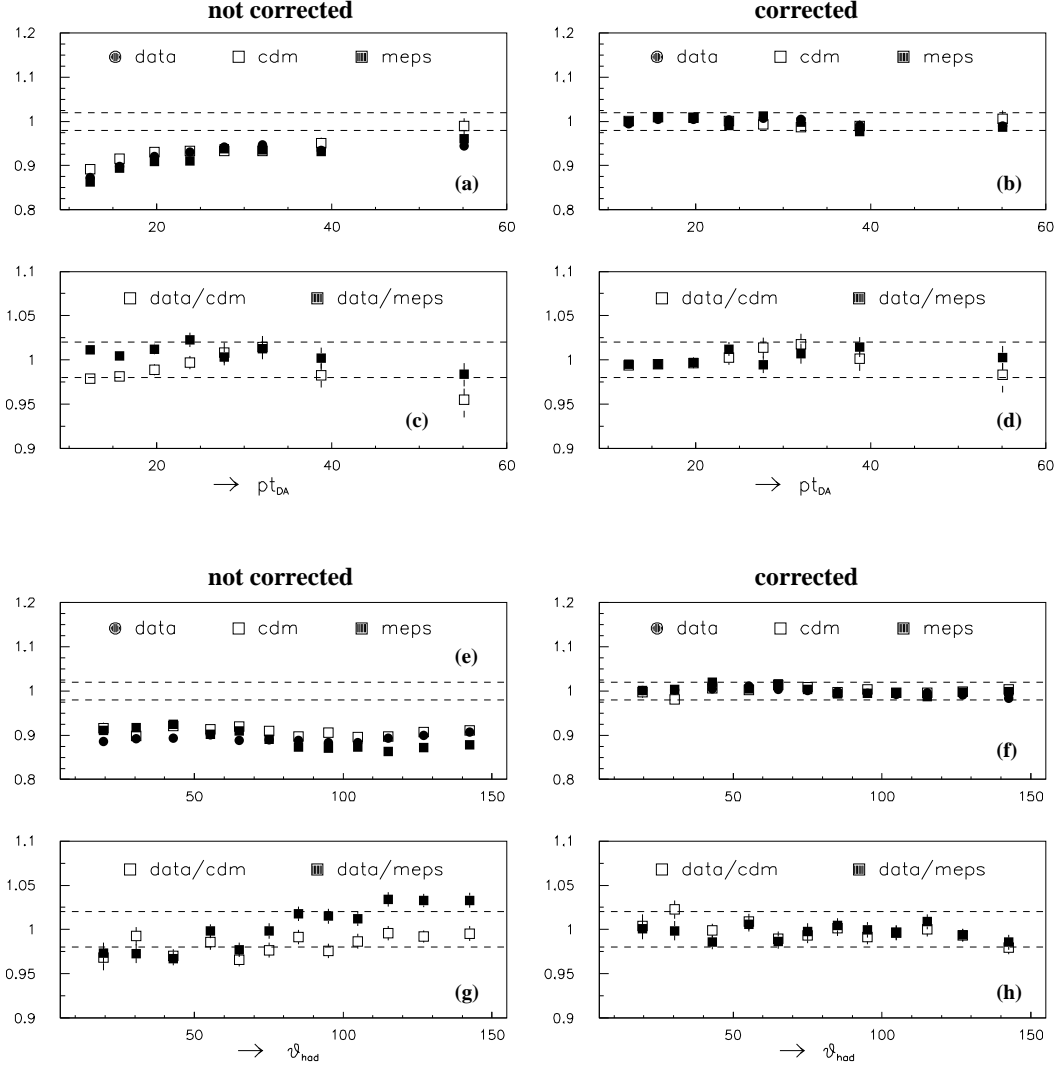 not corrected
corrected
1.2
1.1
1
0.9
0.8
data cdm meps
(a)
20 40 60
1.2
1.1
1
0.9
0.8
data cdm meps
(b)
20 40 60
1.1
1.05
1
0.95
0.9
data/cdm data/meps
(c)
20 40 60
→ pt_DA
1.1
1.05
1
0.95
0.9
data/cdm data/meps
(d)
20 40 60
→ pt_DA
not corrected
corrected
1.2
1.1
1
0.9
0.8
data cdm meps
(e)
50 100 150
1.2
1.1
1
0.9
0.8
data cdm meps
(f)
50 100 150
1.1
1.05
1
0.95
0.9
data/cdm data/meps
(g)
50 100 150
→ ϑ_had
1.1
1.05
1
0.95
0.9
data/cdm data/meps
(h)
50 100 150
→ ϑ_had